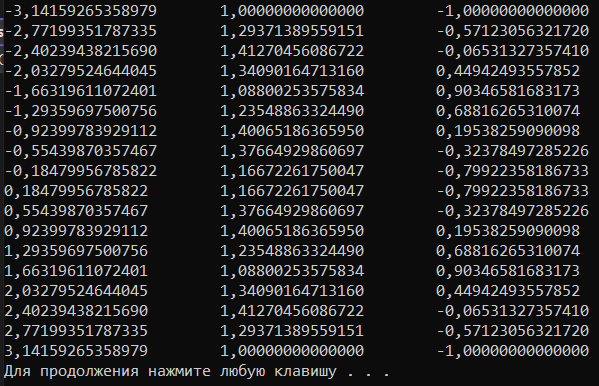 -3,14159265358979 1,00000000000000 -1,00000000000000
-2,77199351787335 1,29371389559151 -0,57123056321720
-2,40239438215690 1,41270456086722 -0,06531327357410
-2,03279524644045 1,34090164713160 0,44942493557852
-1,66319611072401 1,08800253575834 0,90346581683173
-1,29359697500756 1,23548863324490 0,68816265310074
-0,92399783929112 1,40065186365950 0,19538259090098
-0,55439870357467 1,37664929860697 -0,32378497285226
-0,18479956785822 1,16672261750047 -0,79922358186733
0,18479956785822 1,16672261750047 -0,79922358186733
0,55439870357467 1,37664929860697 -0,32378497285226
0,92399783929112 1,40065186365950 0,19538259090098
1,29359697500756 1,23548863324490 0,68816265310074
1,66319611072401 1,08800253575834 0,90346581683173
2,03279524644045 1,34090164713160 0,44942493557852
2,40239438215690 1,41270456086722 -0,06531327357410
2,77199351787335 1,29371389559151 -0,57123056321720
3,14159265358979 1,00000000000000 -1,00000000000000
Для продолжения нажмите любую клавишу . . .